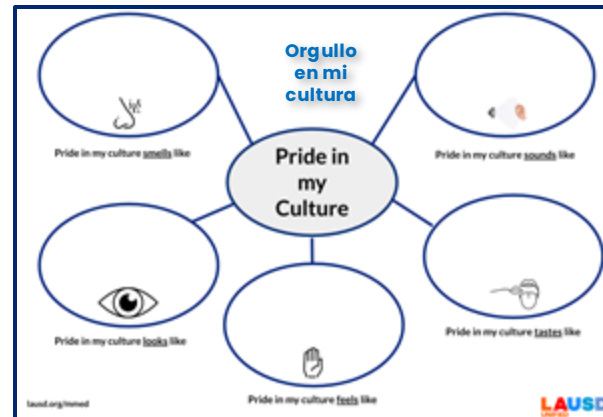 Orgullo
en mi
cultura
Pride in my culture smells like
Pride in my culture sounds like
Pride in
my
Culture
Pride in my culture looks like
Pride in my culture tastes like
Pride in my culture feels like
lausd.org/mmed
LAUSD